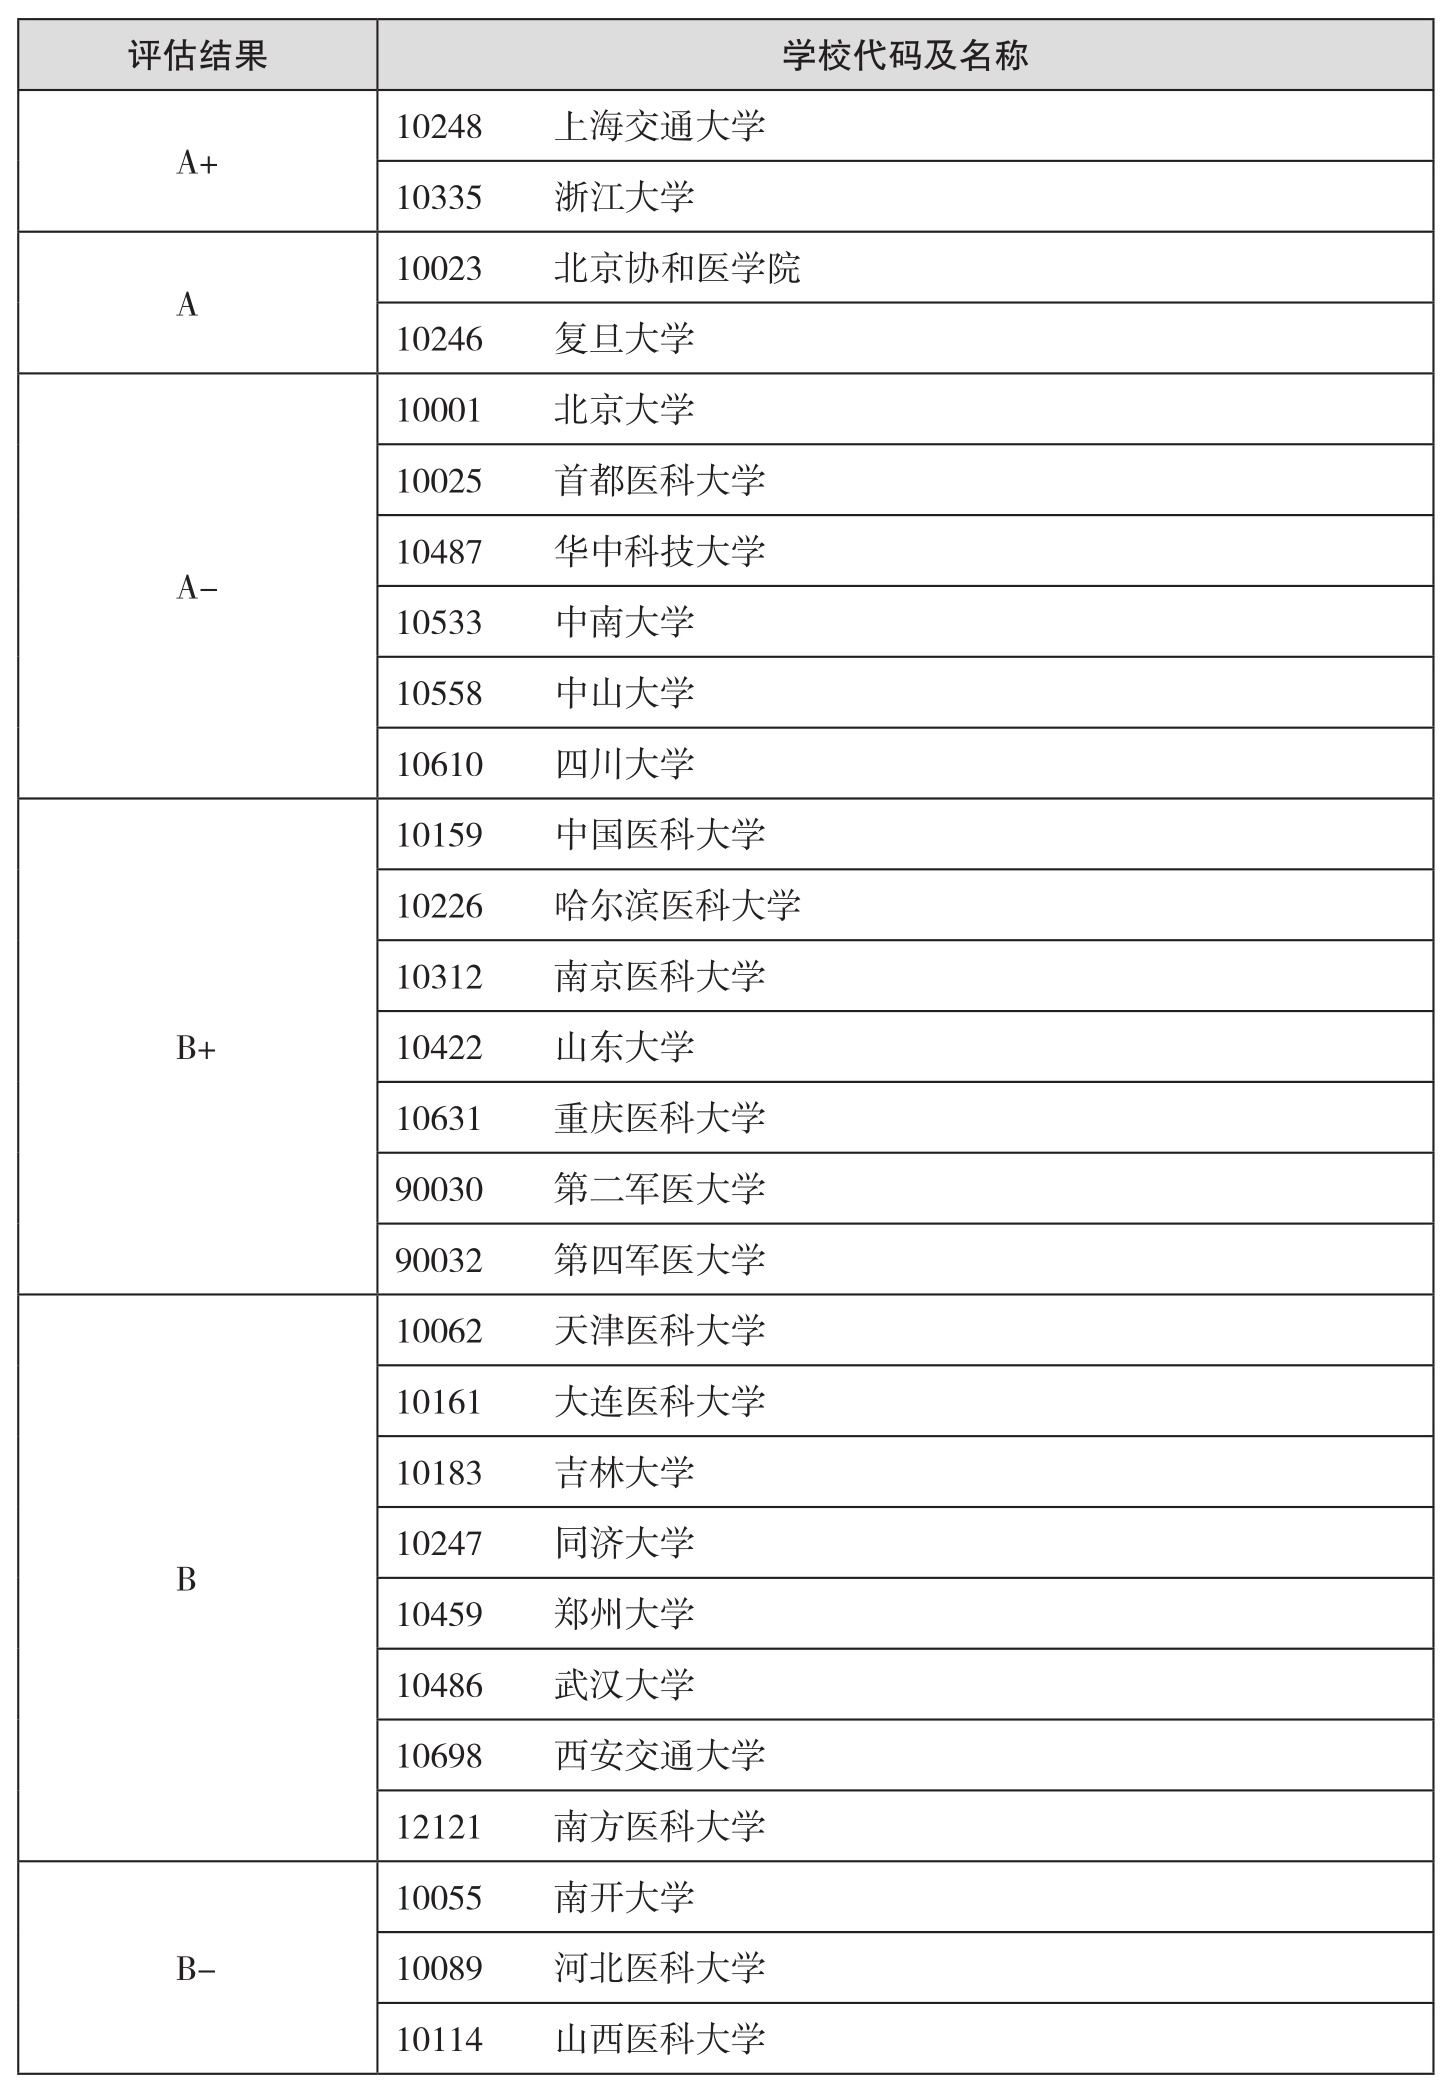 评估结果 学校代码及名称
A+
10248 上海交通大学
10335 浙江大学
A
10023 北京协和医学院
10246 复旦大学
A-
10001 北京大学
10025 首都医科大学
10487 华中科技大学
10533 中南大学
10558 中山大学
10610 四川大学
B+
10159 中国医科大学
10226 哈尔滨医科大学
10312 南京医科大学
10422 山东大学
10631 重庆医科大学
90030 第二军医大学
90032 第四军医大学
B
10062 天津医科大学
10161 大连医科大学
10183 吉林大学
10247 同济大学
10459 郑州大学
10486 武汉大学
10698 西安交通大学
12121 南方医科大学
B-
10055 南开大学
10089 河北医科大学
10114 山西医科大学